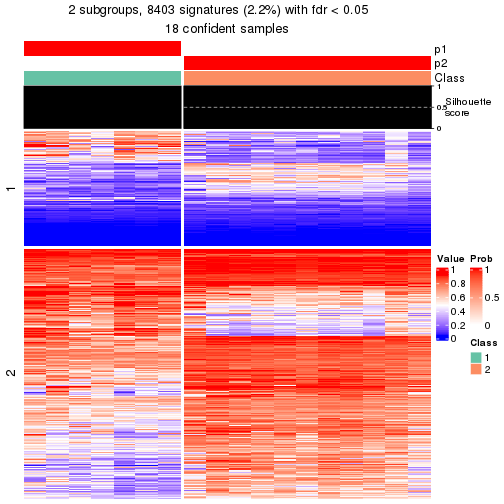 2 subgroups, 8403 signatures (2.2%) with fdr < 0.05
18 confident samples
p1
p2
Class
1
0.5
0
Silhouette
score
1
2
Value
1
0.8
0.6
0.4
0.2
0
Prob
1
0.5
0
Class
1
2